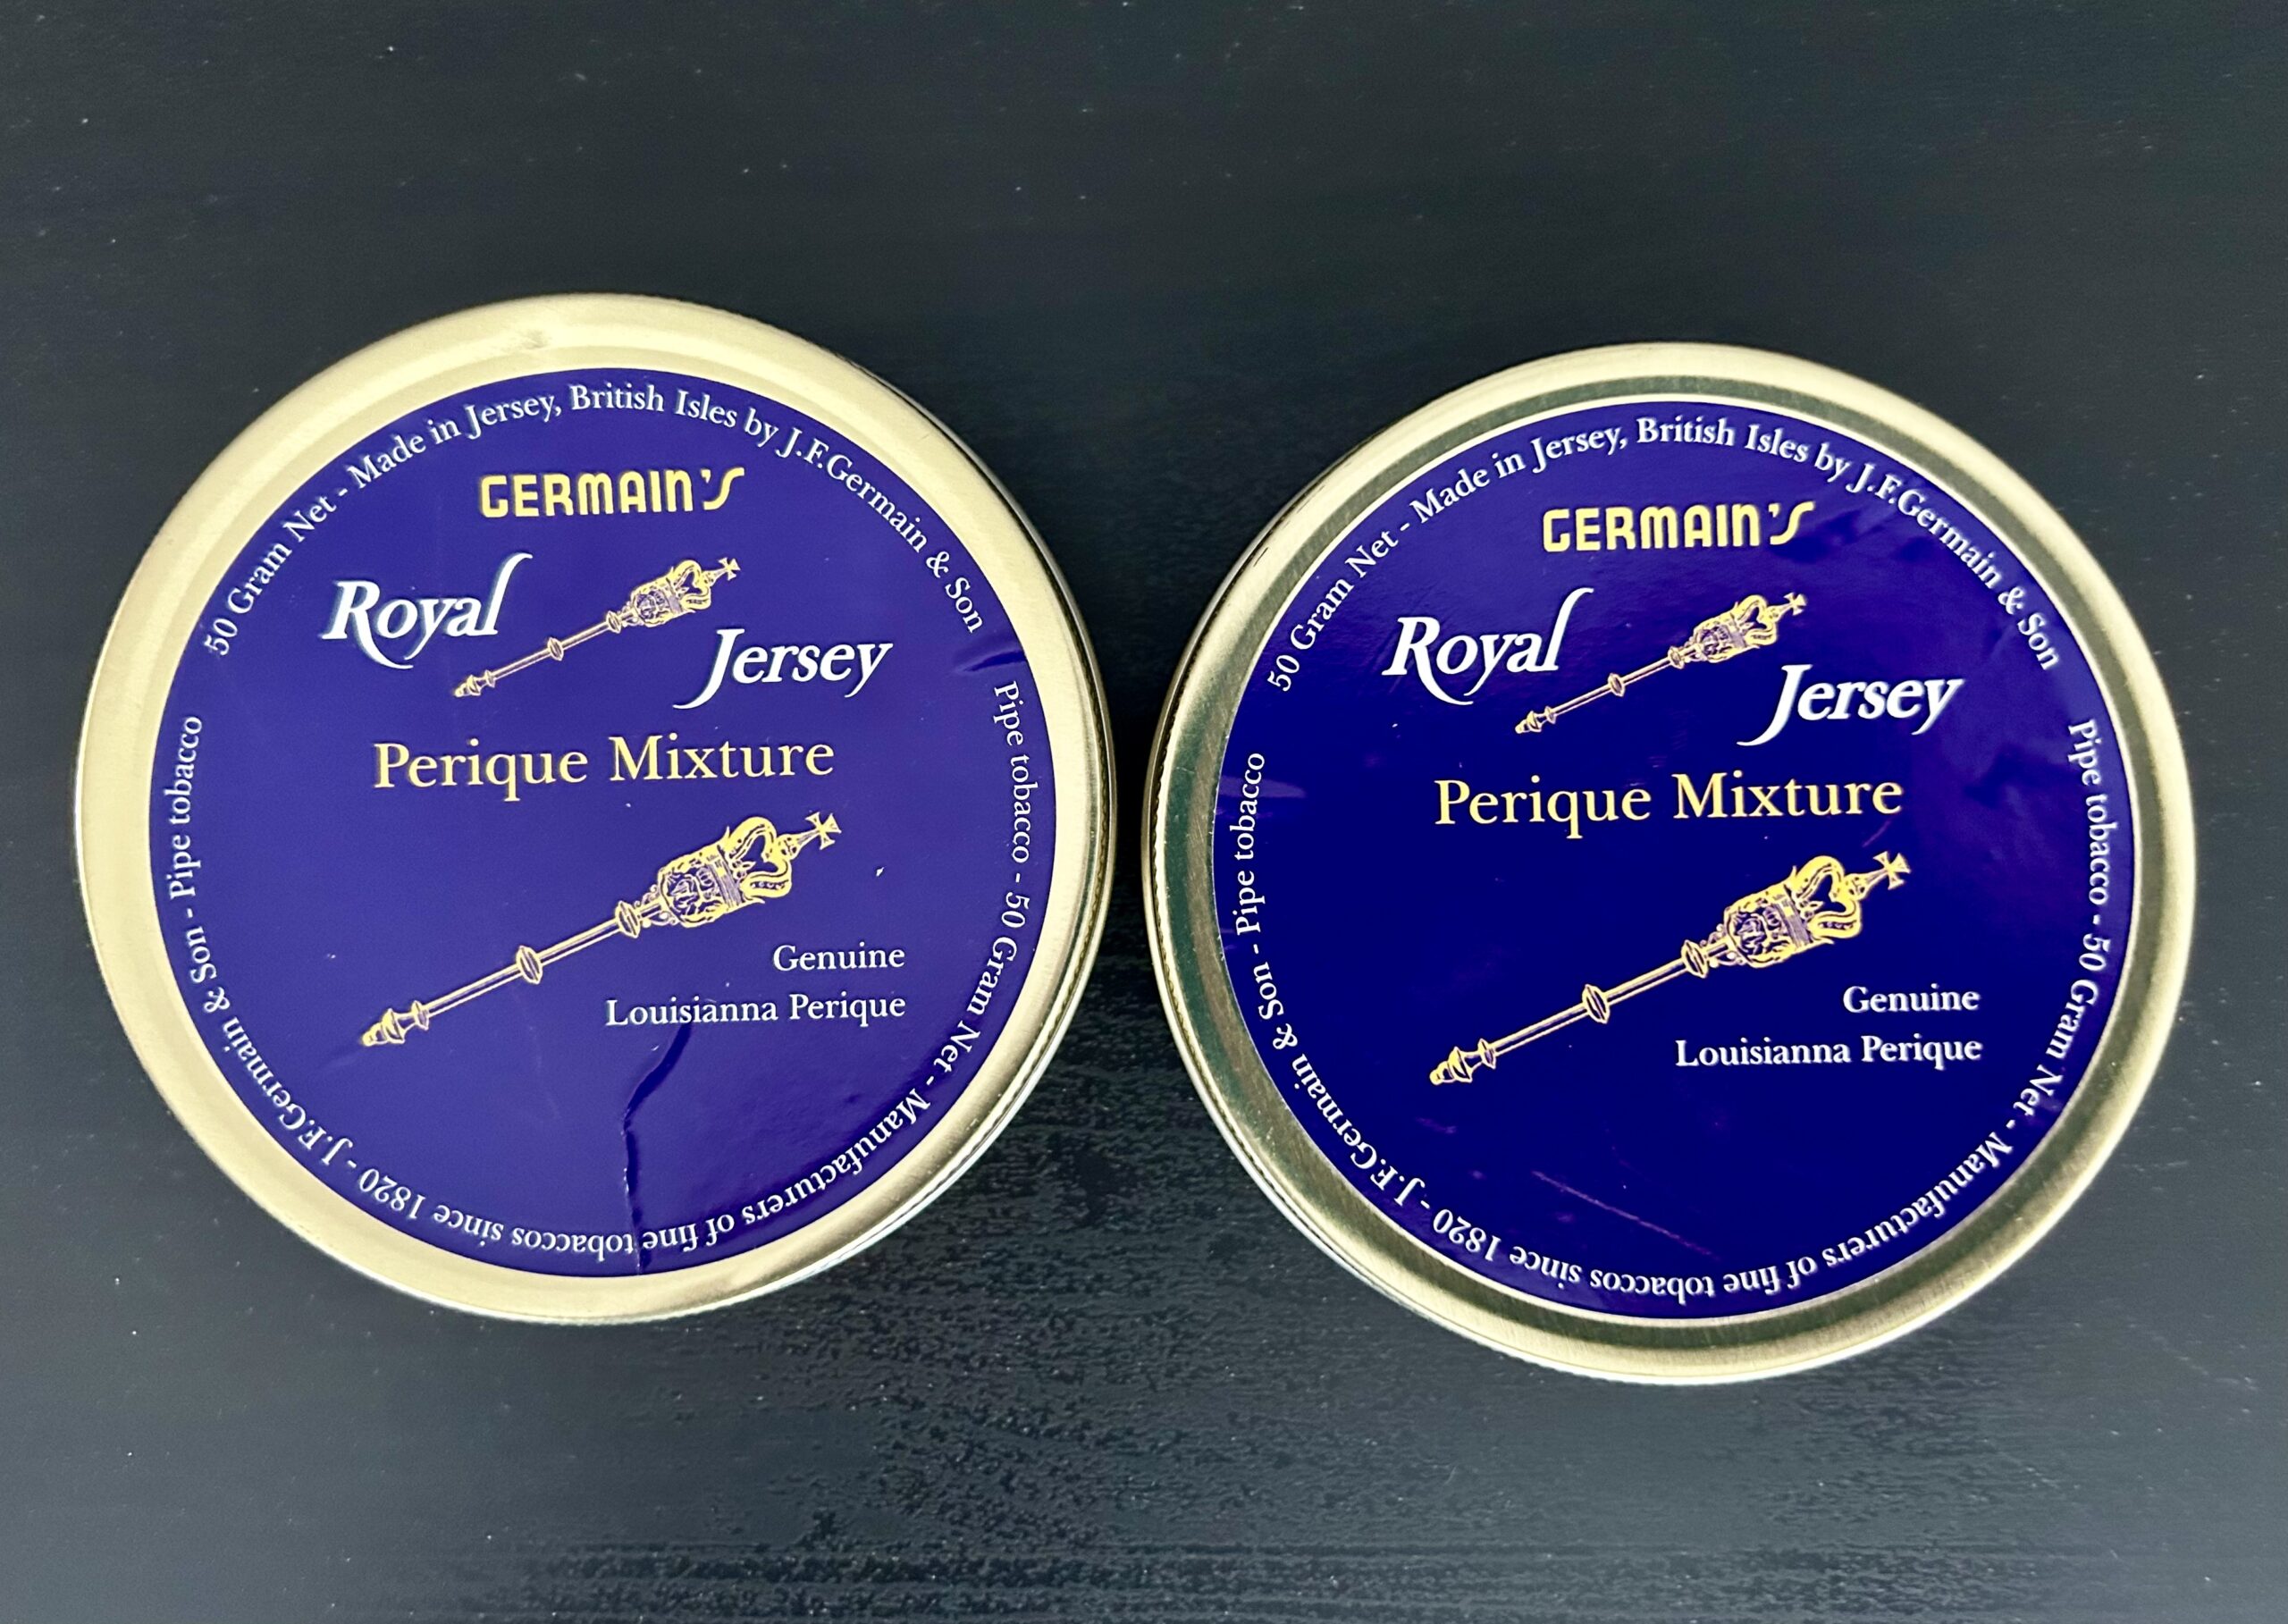 50 Gram Net - Made in Jersey, British Isles by J.F.Germain & Son
GERMAIN'S
Royal
Jersey
Perique Mixture
Genuine
Louisianna Perique
Pipe tobacco - 50 Gram Net - Manufacturers of fine tobaccos since 1820 - J.F.Germain & Son - Pipe tobacco
50 Gram Net - Made in Jersey, British Isles by J.F.Germain & Son
GERMAIN'S
Royal
Jersey
Perique Mixture
Genuine
Louisianna Perique
Pipe tobacco - 50 Gram Net - Manufacturers of fine tobaccos since 1820 - J.F.Germain & Son - Pipe tobacco